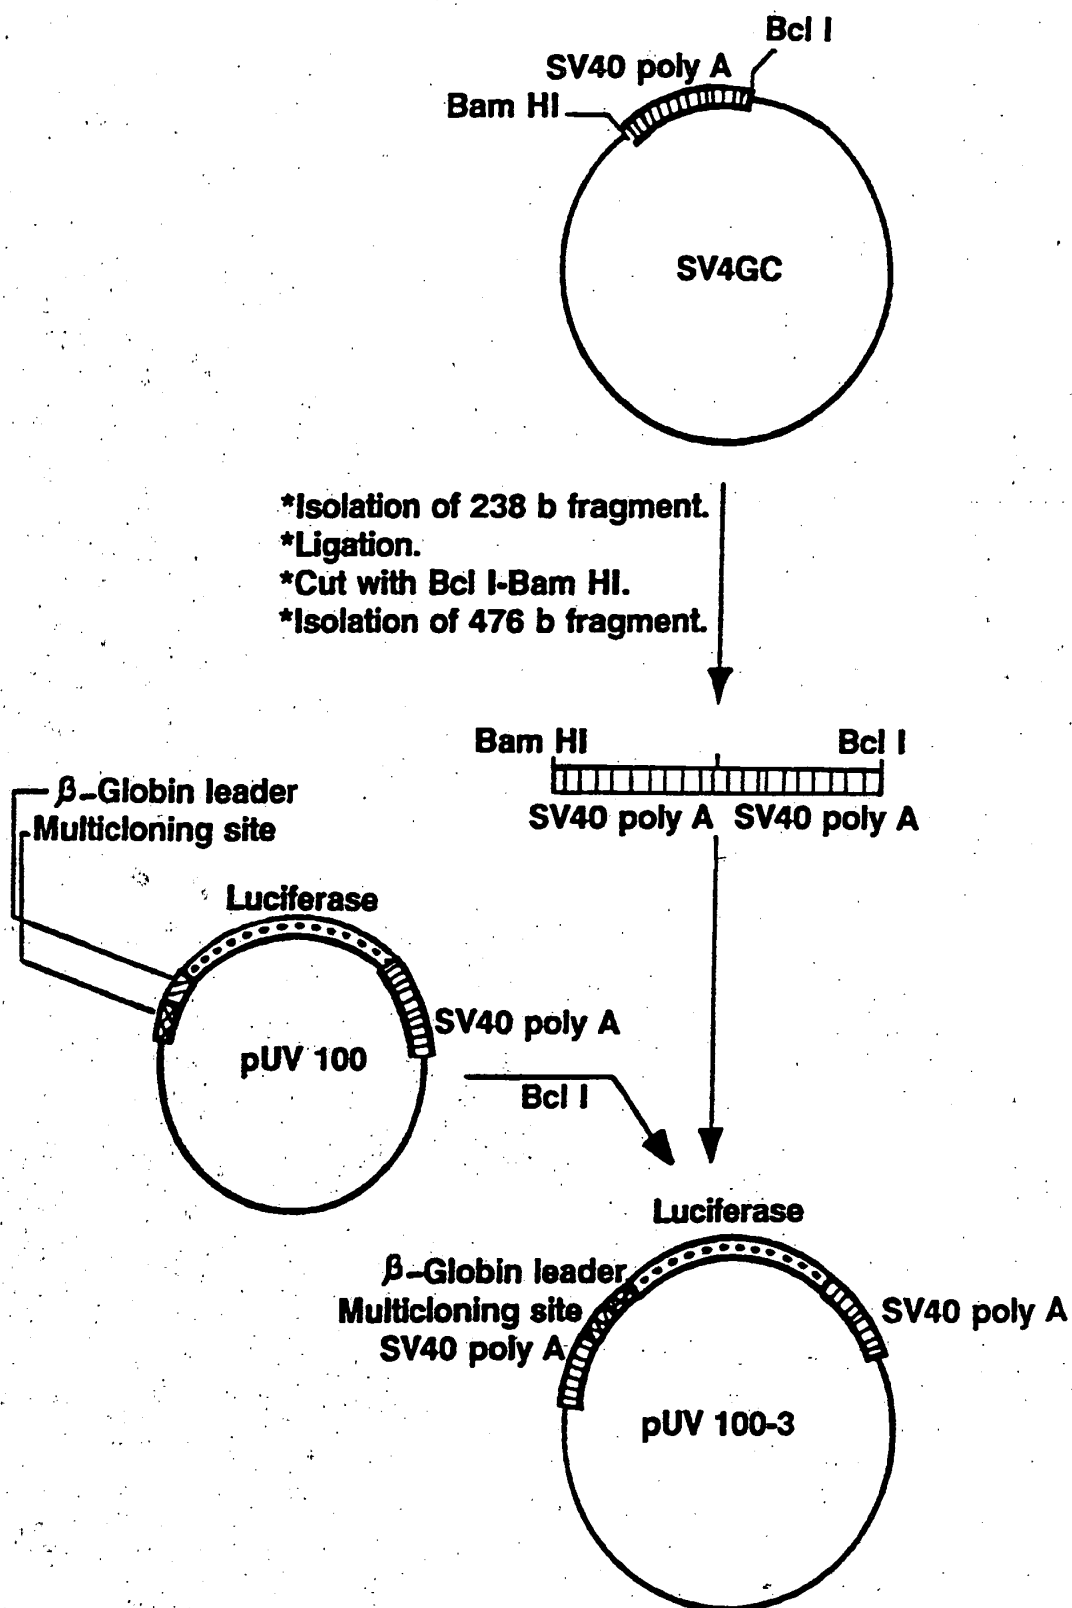 Bcl I
SV40 poly A
Bam HI
SV4GC
*Isolation of 238 b fragment.
*Ligation.
*Cut with Bcl I-Bam HI.
*Isolation of 476 b fragment.
Bam HI
Bcl I
SV40 poly A SV40 poly A
β-Globin leader
Multicloning site
Luciferase
SV40 poly A
pUV 100
Bcl I
Luciferase
β-Globin leader
Multicloning site
SV40 poly A
SV40 poly A
pUV 100-3